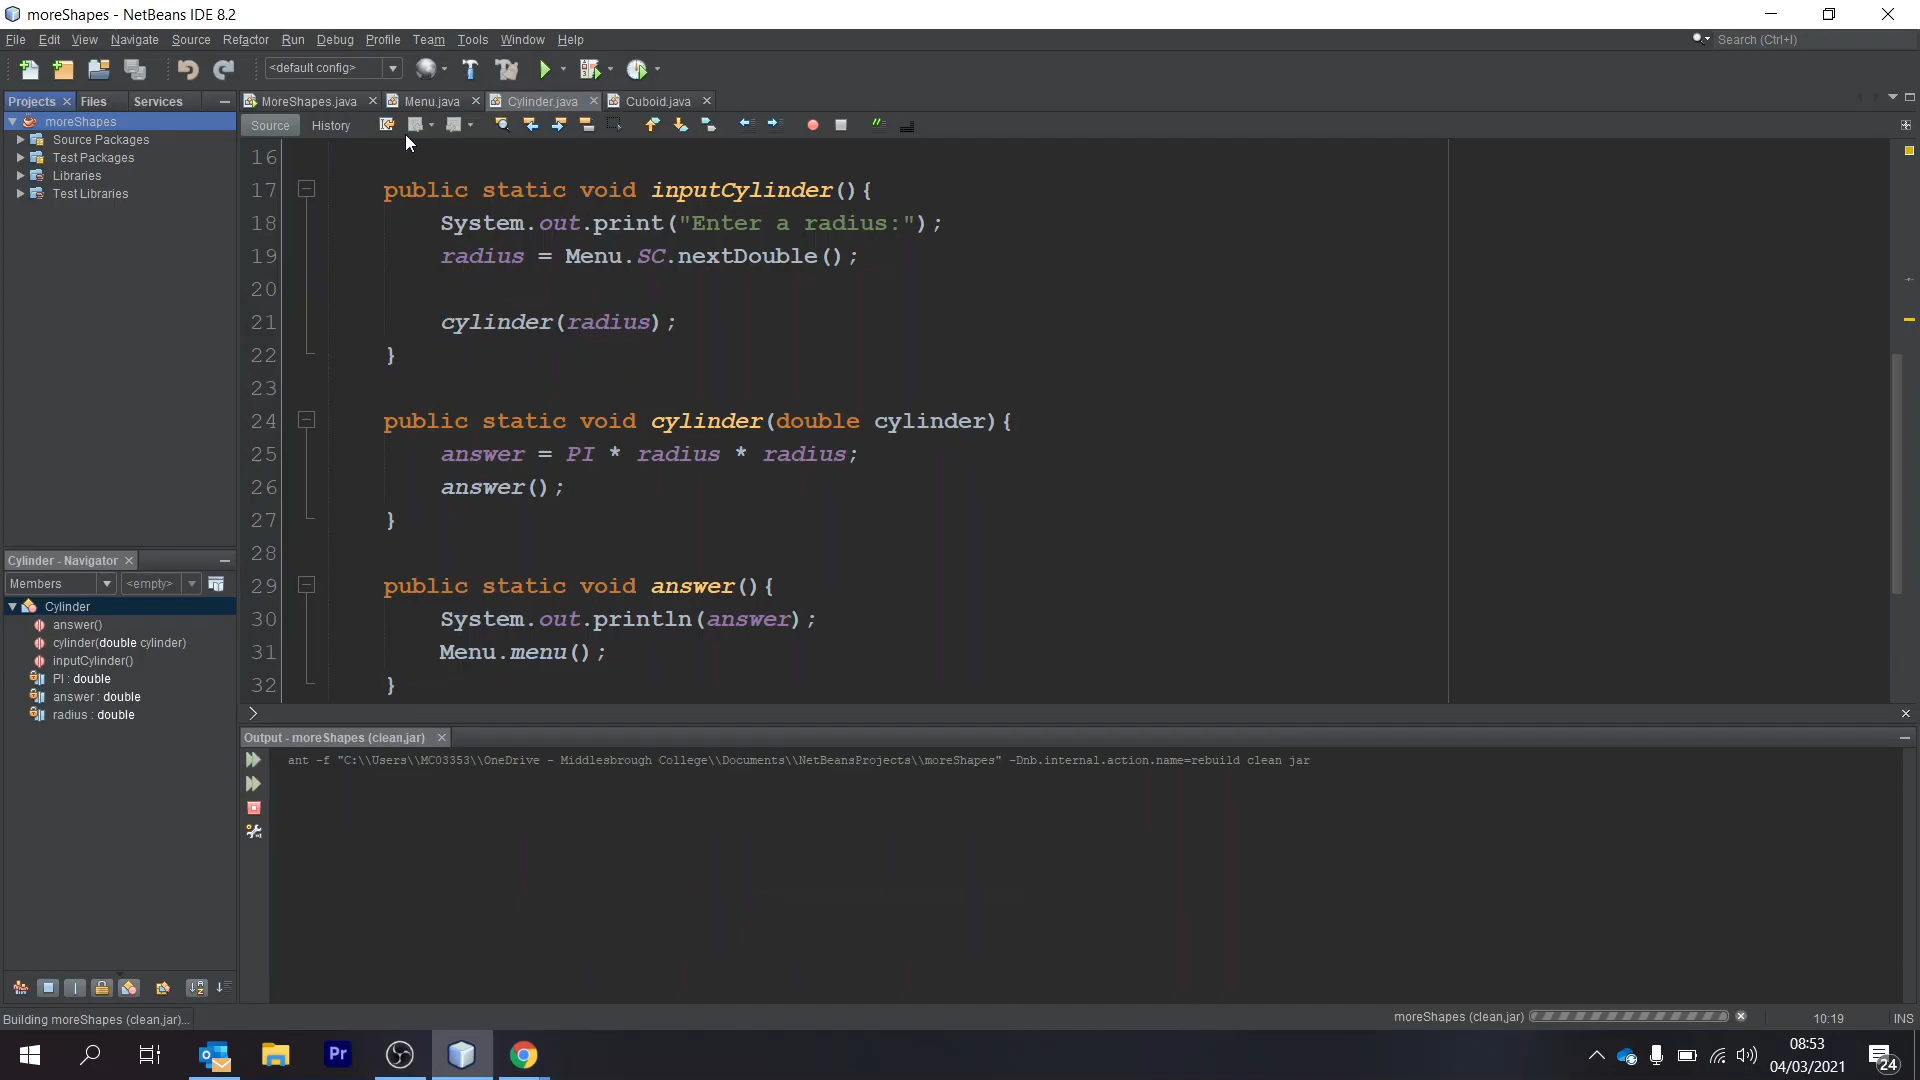 moreShapes - NetBeans IDE 8.2
File Edit View Navigate Source Refactor Run Debug Profile Team Tools Window Help
Search (Ctrl+I)
<default config>
Projects Files Services
MoreShapes.java Menu.java Cylinder.java Cuboid.java
Source History
moreShapes
Source Packages
Test Packages
Libraries
Test Libraries
16
17 public static void inputCylinder(){
18 System.out.print("Enter a radius:");
19 radius = Menu.SC.nextDouble();
20
21 cylinder(radius);
22 }
23
24 public static void cylinder(double cylinder){
25 answer = PI * radius * radius;
26 answer();
27 }
28
29 public static void answer(){
30 System.out.println(answer);
31 Menu.menu();
32 }
Cylinder - Navigator
Members <empty>
Cylinder
answer()
cylinder(double cylinder)
inputCylinder()
PI : double
answer : double
radius : double
Output - moreShapes (clean,jar)
ant -f "C:\\Users\\MC03353\\OneDrive - Middlesbrough College\\Documents\\NetBeansProjects\\moreShapes" -Dnb.internal.action.name=rebuild clean jar
Building moreShapes (clean,jar)...
moreShapes (clean,jar)
10:19 INS
Pr
08:53
04/03/2021
24